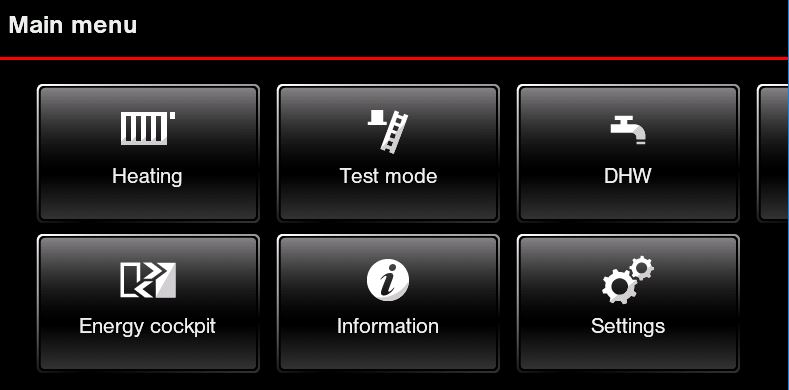 Main menu
Heating
Test mode
DHW
Energy cockpit
Information
Settings